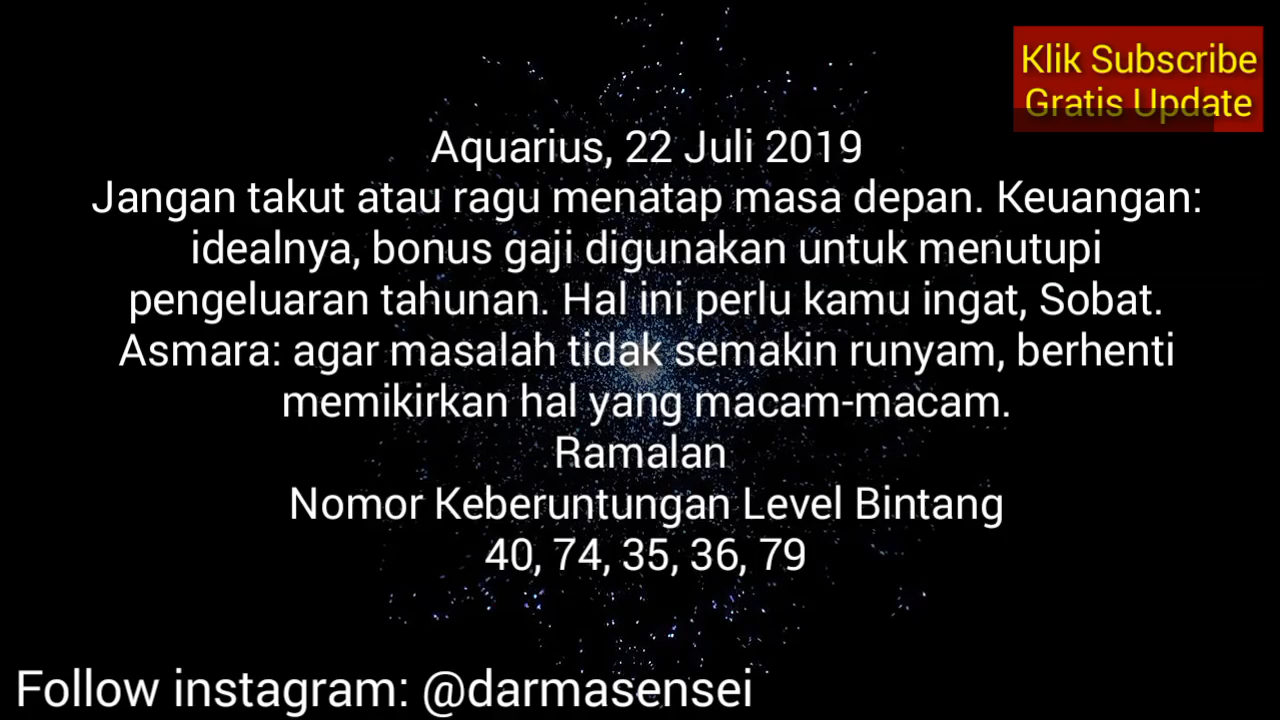 Klik Subscribe
Gratis Update
Aquarius, 22 Juli 2019
Jangan takut atau ragu menatap masa depan. Keuangan:
idealnya, bonus gaji digunakan untuk menutupi
pengeluaran tahunan. Hal ini perlu kamu ingat, Sobat.
Asmara: agar masalah tidak semakin runyam, berhenti
memikirkan hal yang macam-macam.
Ramalan
Nomor Keberuntungan Level Bintang
40, 74, 35, 36, 79
Follow instagram: @darmasensei